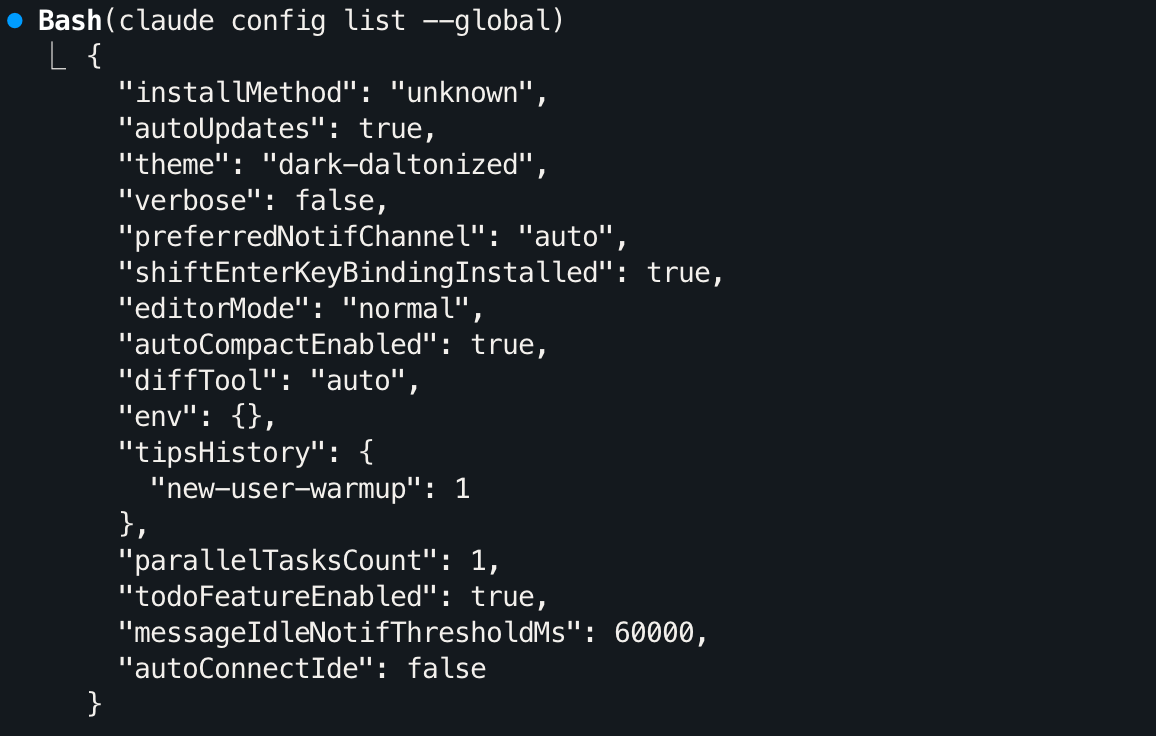 Bash(claude config list --global)
{
"installMethod": "unknown",
"autoUpdates": true,
"theme": "dark-daltonized",
"verbose": false,
"preferredNotifChannel": "auto",
"shiftEnterKeyBindingInstalled": true,
"editorMode": "normal",
"autoCompactEnabled": true,
"diffTool": "auto",
"env": {},
"tipsHistory": {
"new-user-warmup": 1
},
"parallelTasksCount": 1,
"todoFeatureEnabled": true,
"messageIdleNotifThresholdMs": 60000,
"autoConnectIde": false
}